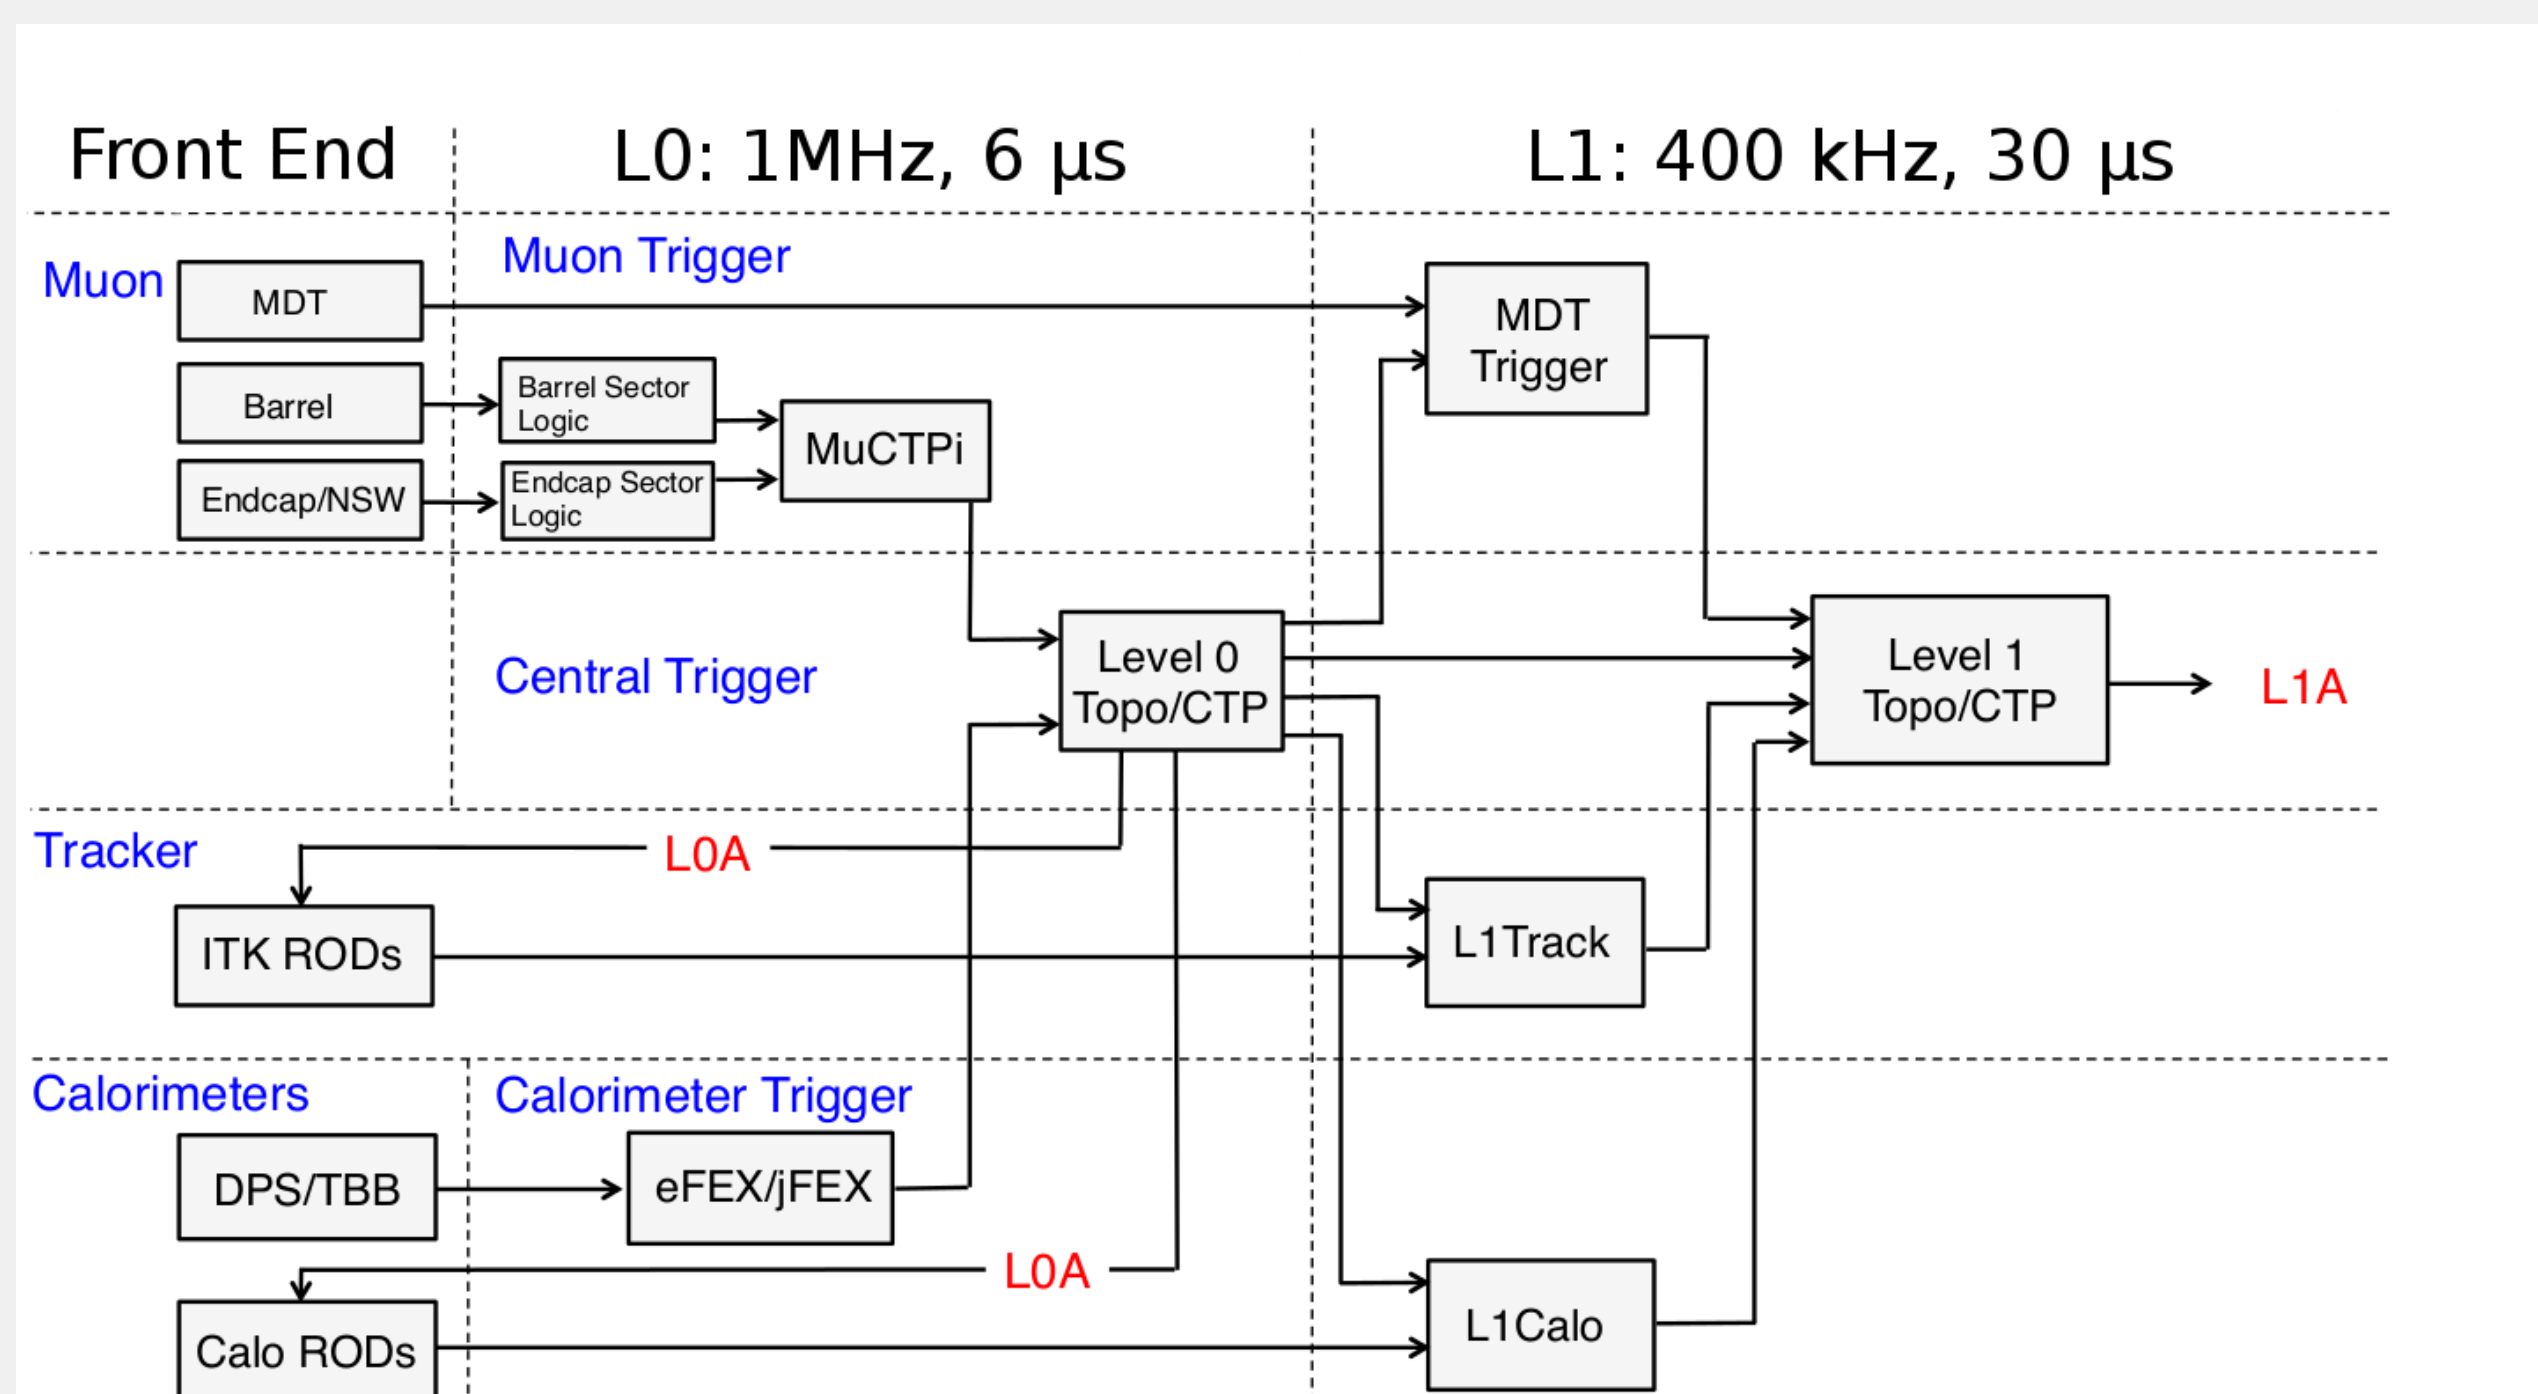 Front End
L0: 1MHz, 6 µs
L1: 400 kHz, 30 µs
Muon
Muon Trigger
MDT
MDT
Trigger
Barrel
Barrel Sector
Logic
MuCTPi
Endcap/NSW
Endcap Sector
Logic
Central Trigger
Level 0
Topo/CTP
Level 1
Topo/CTP
L1A
Tracker
L0A
ITK RODs
L1Track
Calorimeters
Calorimeter Trigger
DPS/TBB
eFEX/jFEX
L0A
Calo RODs
L1Calo